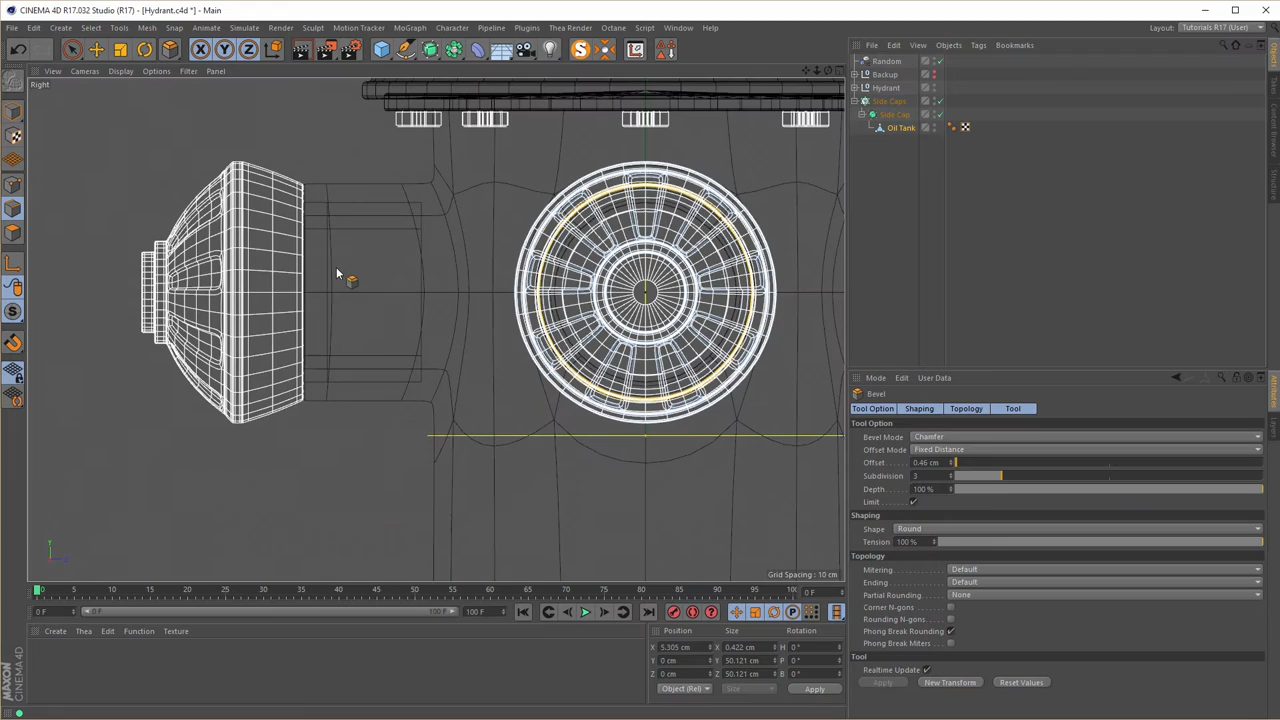 CINEMA 4D R17.032 Studio (R17) - [Hydrant.c4d *] - Main
File Edit Create Select Tools Mesh Snap Animate Simulate Render Sculpt Motion Tracker MoGraph Character Pipeline Plugins Thea Render Octane Script Window Help Layout: Tutorials R17 (User)
View Cameras Display Options Filter Panel
Right
File Edit View Objects Tags Bookmarks
Random
Backup
Hydrant
Side Caps
Side Cap
Oil Tank
Mode Edit User Data
Bevel
Tool Option Shaping Topology Tool
Tool Option
Bevel Mode Chamfer
Offset Mode Fixed Distance
Offset 0.46 cm
Subdivision 3
Depth 100 %
Limit
Shaping
Shape Round
Tension 100 %
Topology
Mitering Default
Ending Default
Partial Rounding None
Corner N-gons
Rounding N-gons
Phong Break Rounding
Phong Break Miters
Tool
Realtime Update
Apply New Transform Reset Values
Y
Grid Spacing : 10 cm
0 5 10 15 20 25 30 35 40 45 50 55 60 65 70 75 80 85 90 95 100 0 F
0 F 0 F 100 F 100 F
Create Thea Edit Function Texture
Position Size Rotation
X 5.305 cm X 0.422 cm H 0 °
Y 0 cm Y 50.121 cm P 0 °
Z 0 cm Z 50.121 cm B 0 °
Object (Rel) Size Apply
MAXON
CINEMA 4D